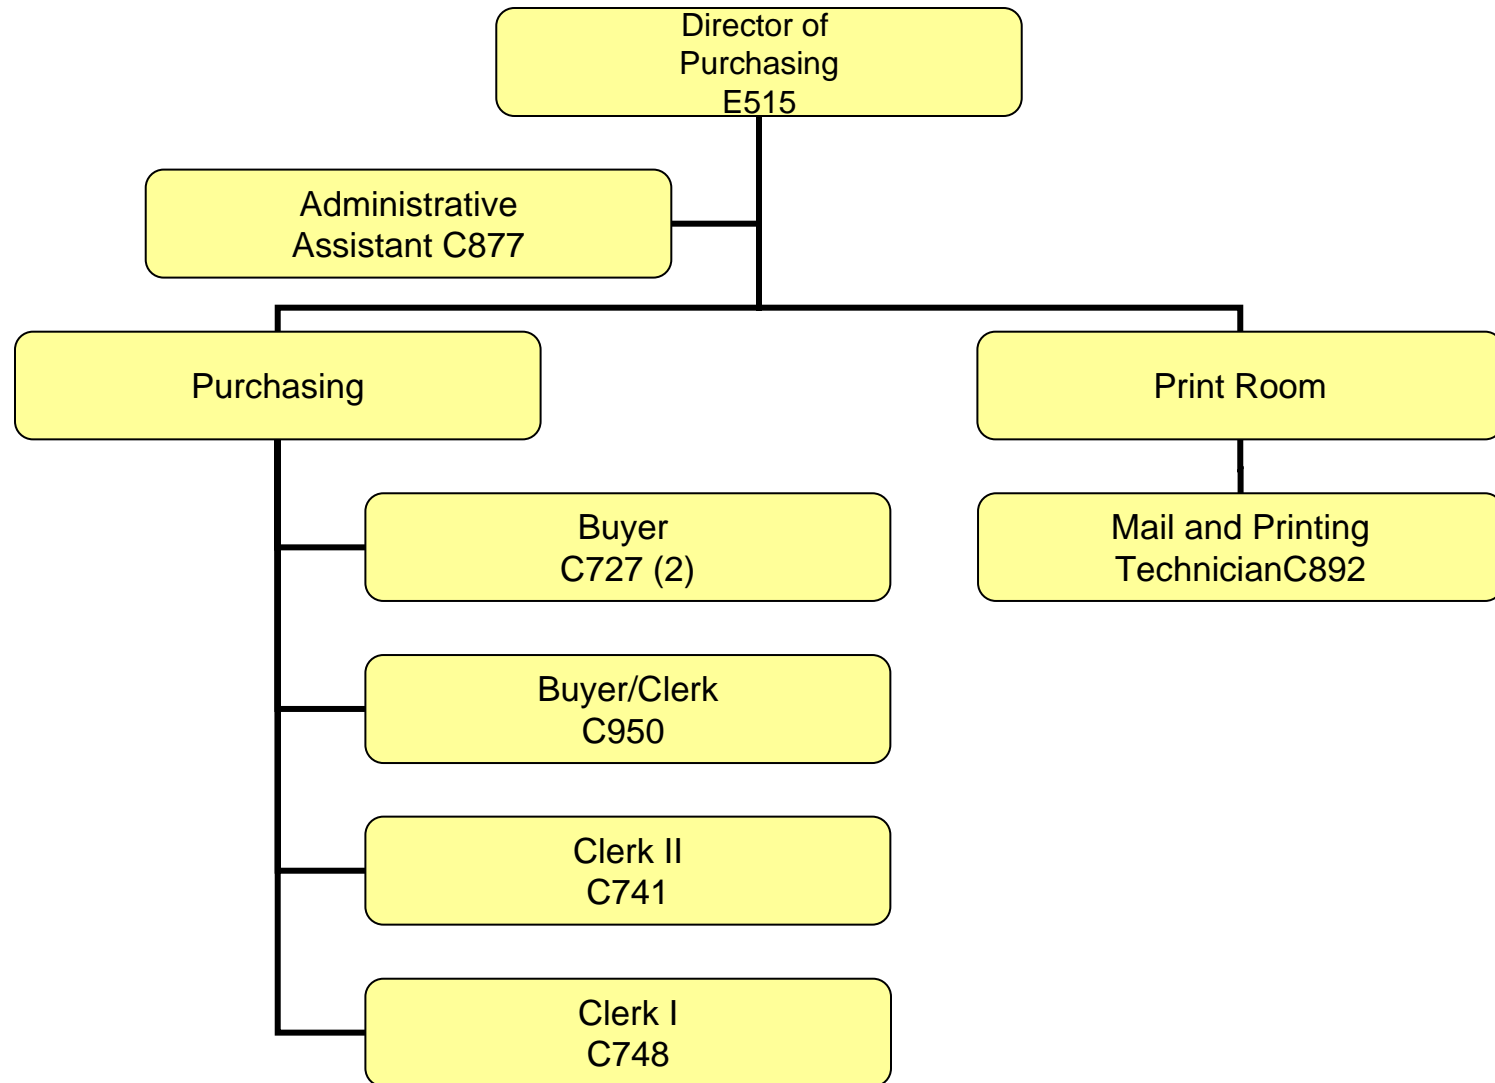 Director of
Purchasing
E515
Administrative
Assistant C877
Purchasing
Print Room
Buyer
C727 (2)
Mail and Printing
TechnicianC892
Buyer/Clerk
C950
Clerk II
C741
Clerk I
C748